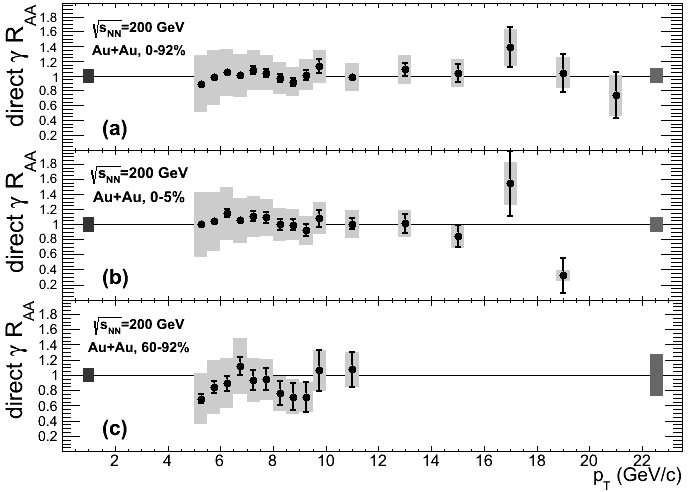 direct γ R_AA
1.8
1.6
1.4
1.2
1
0.8
0.6
0.4
0.2
√s_NN=200 GeV
Au+Au, 0-92%
(a)
direct γ R_AA
1.8
1.6
1.4
1.2
1
0.8
0.6
0.4
0.2
√s_NN=200 GeV
Au+Au, 0-5%
(b)
direct γ R_AA
1.8
1.6
1.4
1.2
1
0.8
0.6
0.4
0.2
√s_NN=200 GeV
Au+Au, 60-92%
(c)
2 4 6 8 10 12 14 16 18 20 22
p_T (GeV/c)